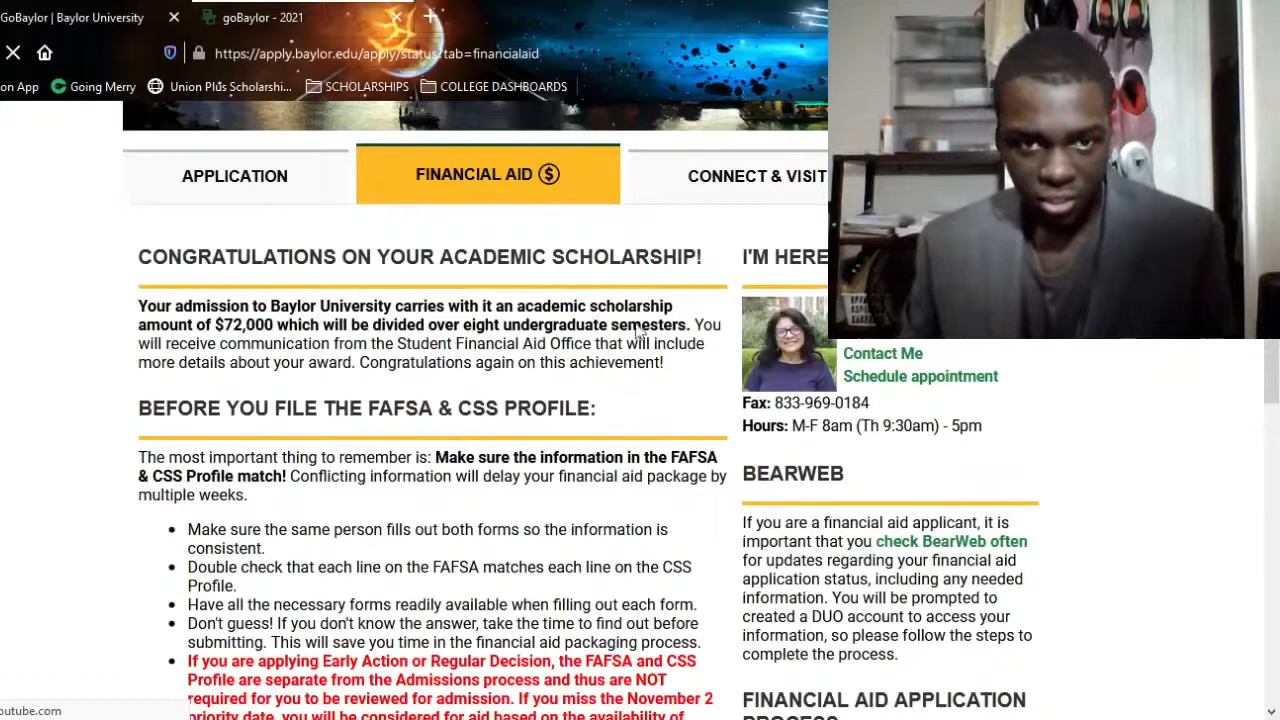 GoBaylor | Baylor University
goBaylor - 2021
https://apply.baylor.edu/apply/status?tab=financialaid
on App
Going Merry
Union Plus Scholarshi...
SCHOLARSHIPS
COLLEGE DASHBOARDS
APPLICATION
FINANCIAL AID
CONNECT & VISIT
CONGRATULATIONS ON YOUR ACADEMIC SCHOLARSHIP!
Your admission to Baylor University carries with it an academic scholarship
amount of $72,000 which will be divided over eight undergraduate semesters. You
will receive communication from the Student Financial Aid Office that will include
more details about your award. Congratulations again on this achievement!
BEFORE YOU FILE THE FAFSA & CSS PROFILE:
The most important thing to remember is: Make sure the information in the FAFSA
& CSS Profile match! Conflicting information will delay your financial aid package by
multiple weeks.
Make sure the same person fills out both forms so the information is
consistent.
Double check that each line on the FAFSA matches each line on the CSS
Profile.
Have all the necessary forms readily available when filling out each form.
Don't guess! If you don't know the answer, take the time to find out before
submitting. This will save you time in the financial aid packaging process.
If you are applying Early Action or Regular Decision, the FAFSA and CSS
Profile are separate from the Admissions process and thus are NOT
required for you to be reviewed for admission. If you miss the November 2
priority date, you will be considered for aid based on the availability of
I'M HERE
Contact Me
Schedule appointment
Fax: 833-969-0184
Hours: M-F 8am (Th 9:30am) - 5pm
BEARWEB
If you are a financial aid applicant, it is
important that you check BearWeb often
for updates regarding your financial aid
application status, including any needed
information. You will be prompted to
created a DUO account to access your
information, so please follow the steps to
complete the process.
FINANCIAL AID APPLICATION
PROCESS
outube.com